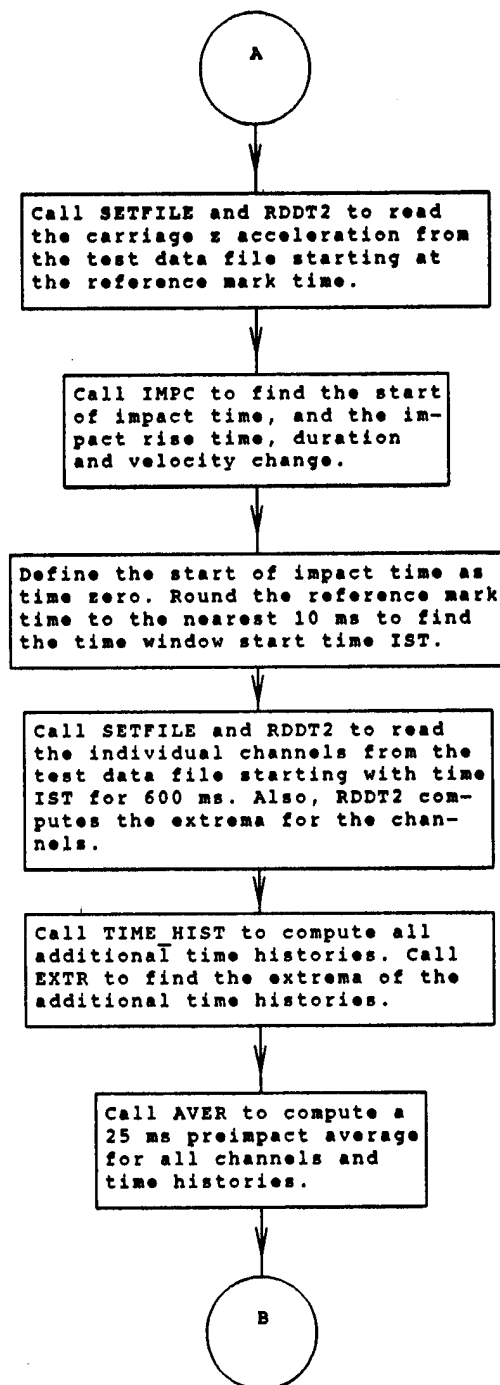 A
Call SETFILE and RDDT2 to read
the carriage z acceleration from
the test data file starting at
the reference mark time.
Call IMPC to find the start
of impact time, and the im-
pact rise time, duration
and velocity change.
Define the start of impact time as
time zero. Round the reference mark
time to the nearest 10 ms to find
the time window start time IST.
Call SETFILE and RDDT2 to read
the individual channels from the
test data file starting with time
IST for 600 ms. Also, RDDT2 com-
putes the extrema for the chan-
nels.
Call TIME_HIST to compute all
additional time histories. Call
EXTR to find the extrema of the
additional time histories.
Call AVER to compute a
25 ms preimpact average
for all channels and
time histories.
B